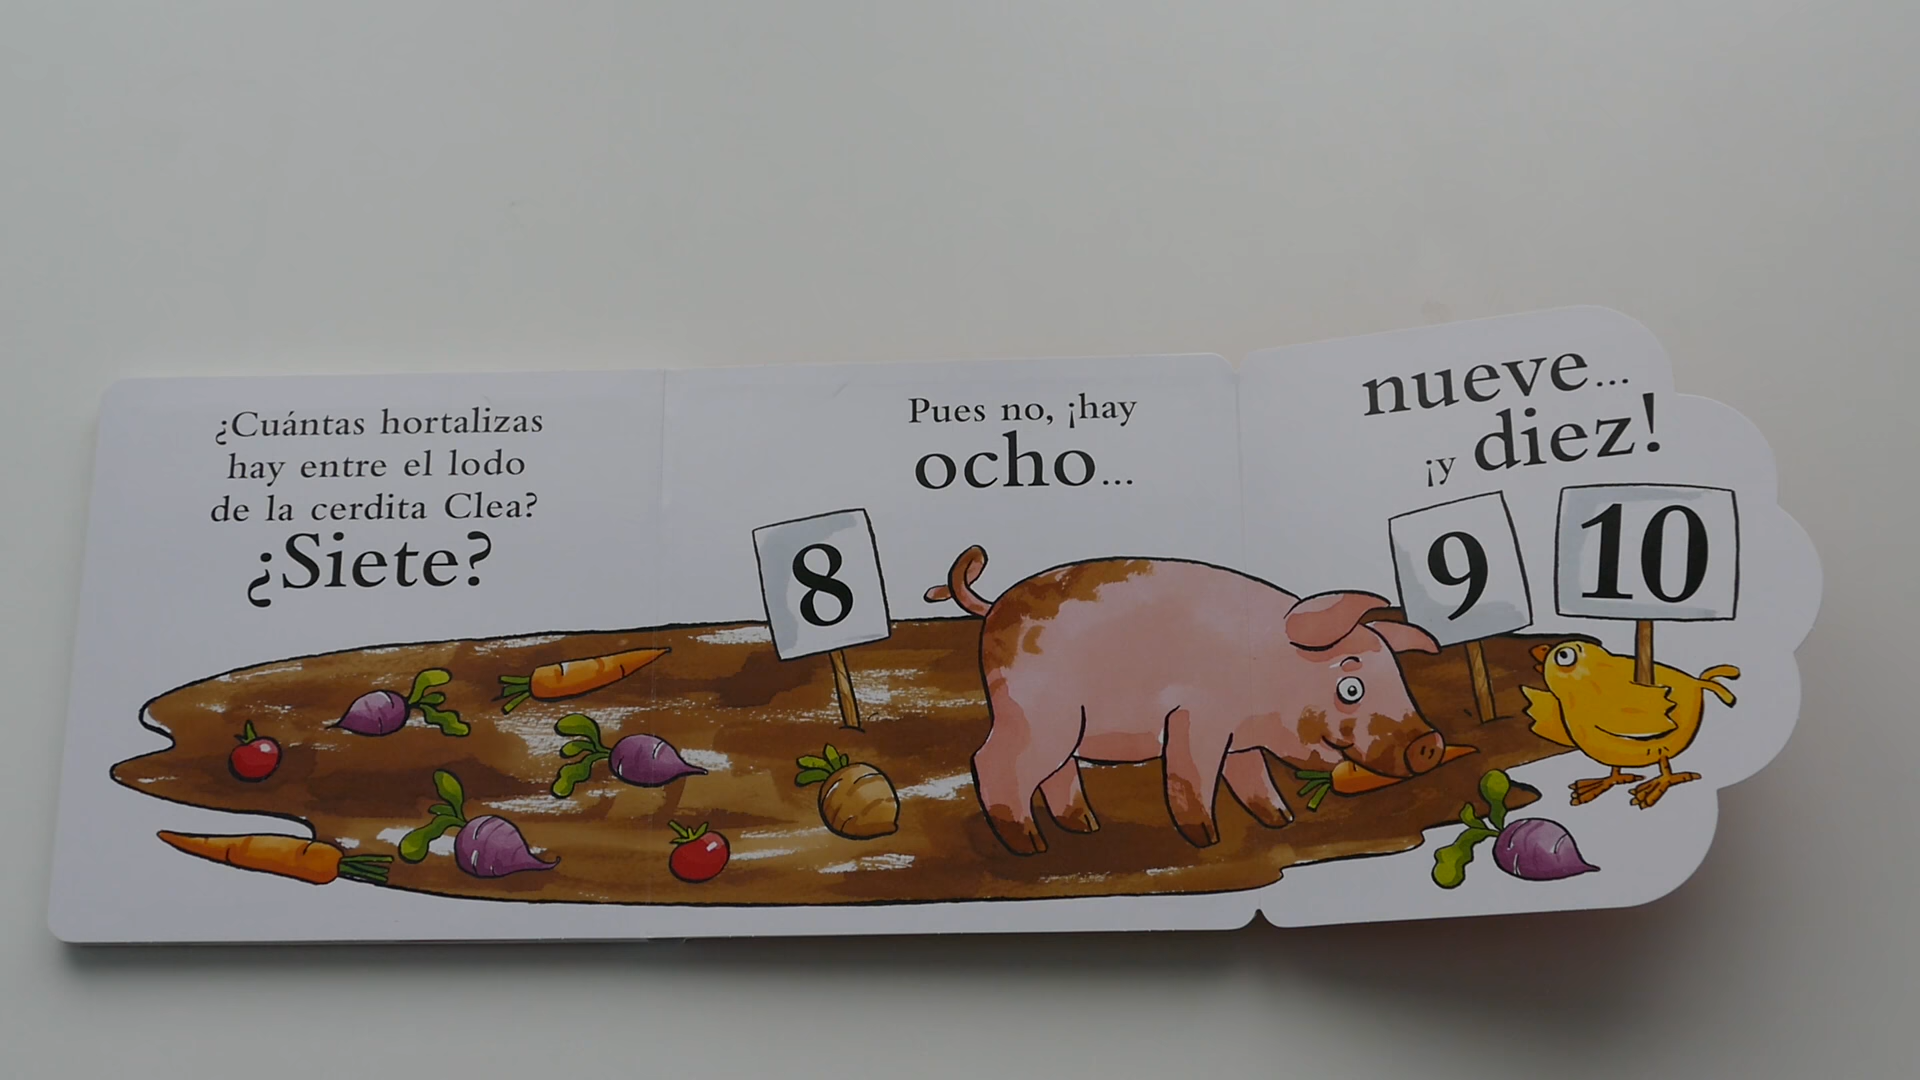 ¿Cuántas hortalizas
hay entre el lodo
de la cerdita Clea?
¿Siete?
Pues no, ¡hay
ocho...
nueve...
¡y diez!
8
9
10